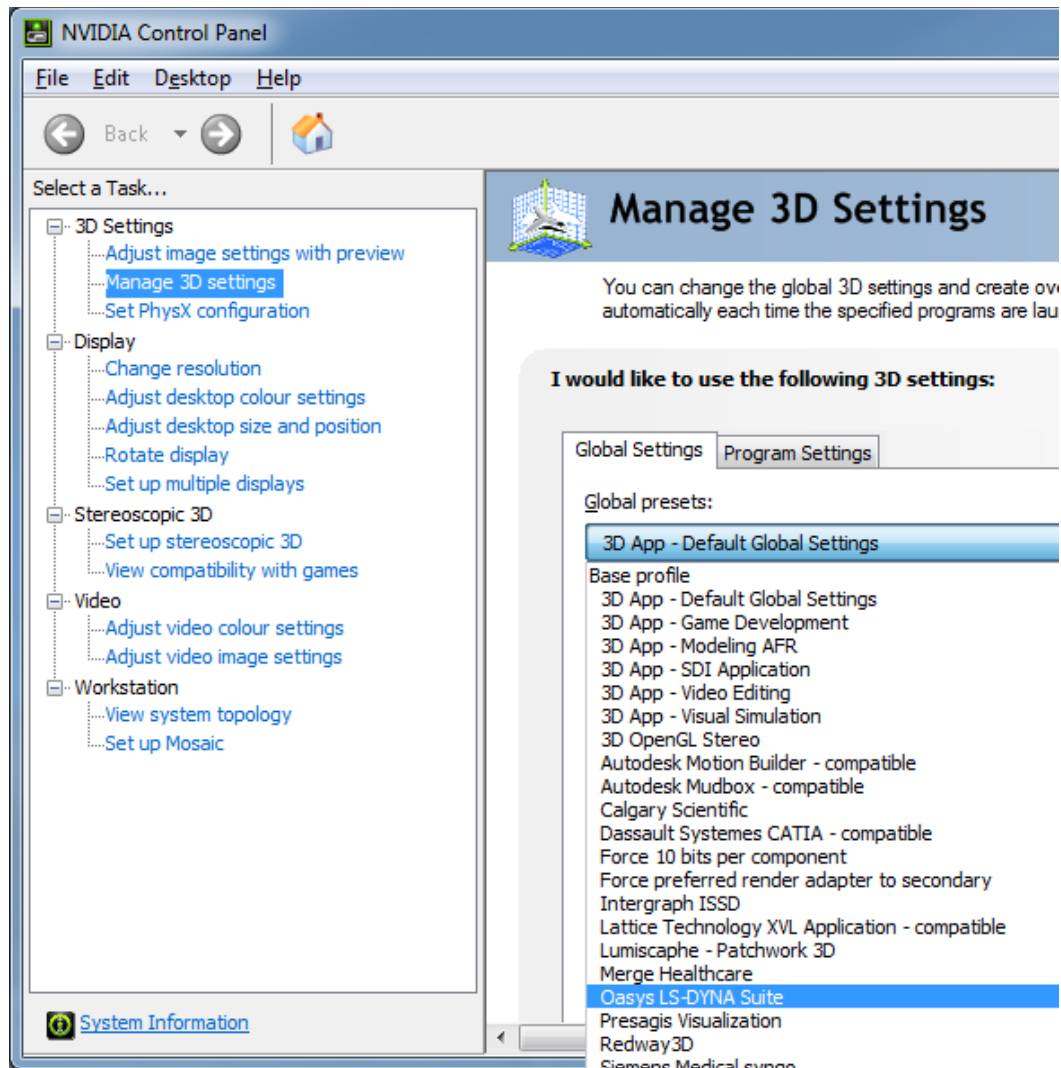 NVIDIA Control Panel
File Edit Desktop Help
Back
Select a Task...
3D Settings
Adjust image settings with preview
Manage 3D settings
Set PhysX configuration
Display
Change resolution
Adjust desktop colour settings
Adjust desktop size and position
Rotate display
Set up multiple displays
Stereoscopic 3D
Set up stereoscopic 3D
View compatibility with games
Video
Adjust video colour settings
Adjust video image settings
Workstation
View system topology
Set up Mosaic
System Information
Manage 3D Settings
You can change the global 3D settings and create ove
automatically each time the specified programs are lau
I would like to use the following 3D settings:
Global Settings Program Settings
Global presets:
3D App - Default Global Settings
Base profile
3D App - Default Global Settings
3D App - Game Development
3D App - Modeling AFR
3D App - SDI Application
3D App - Video Editing
3D App - Visual Simulation
3D OpenGL Stereo
Autodesk Motion Builder - compatible
Autodesk Mudbox - compatible
Calgary Scientific
Dassault Systemes CATIA - compatible
Force 10 bits per component
Force preferred render adapter to secondary
Intergraph ISSD
Lattice Technology XVL Application - compatible
Lumiscaphe - Patchwork 3D
Merge Healthcare
Oasys LS-DYNA Suite
Presagis Visualization
Redway3D
Siemens Medical syngo